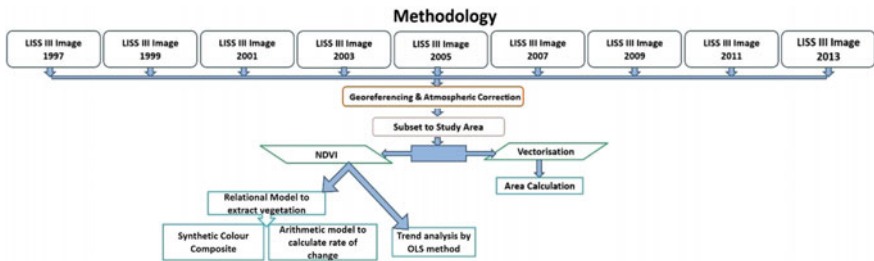 Methodology
LISS III Image
1997
LISS III Image
1999
LISS III Image
2001
LISS III Image
2003
LISS III Image
2005
LISS III Image
2007
LISS III Image
2009
LISS III Image
2011
LISS III Image
2013
Georeferencing & Atmospheric Correction
Subset to Study Area
NDVI
Vectorisation
Area Calculation
Relational Model to
extract vegetation
Synthetic Colour
Composite
Arithmetic model to
calculate rate of
change
Trend analysis by
OLS method